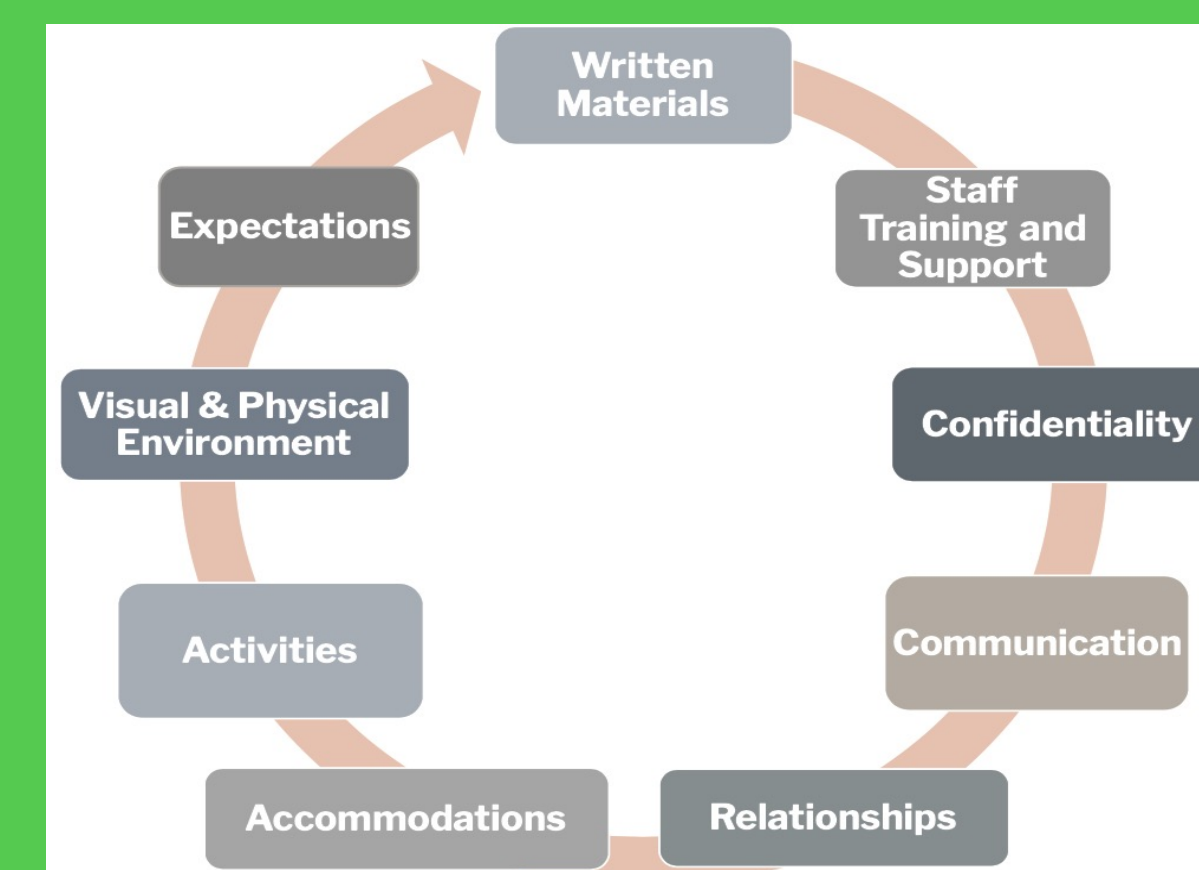 Written
Materials
Staff
Training and
Support
Confidentiality
Communication
Relationships
Accommodations
Activities
Visual & Physical
Environment
Expectations